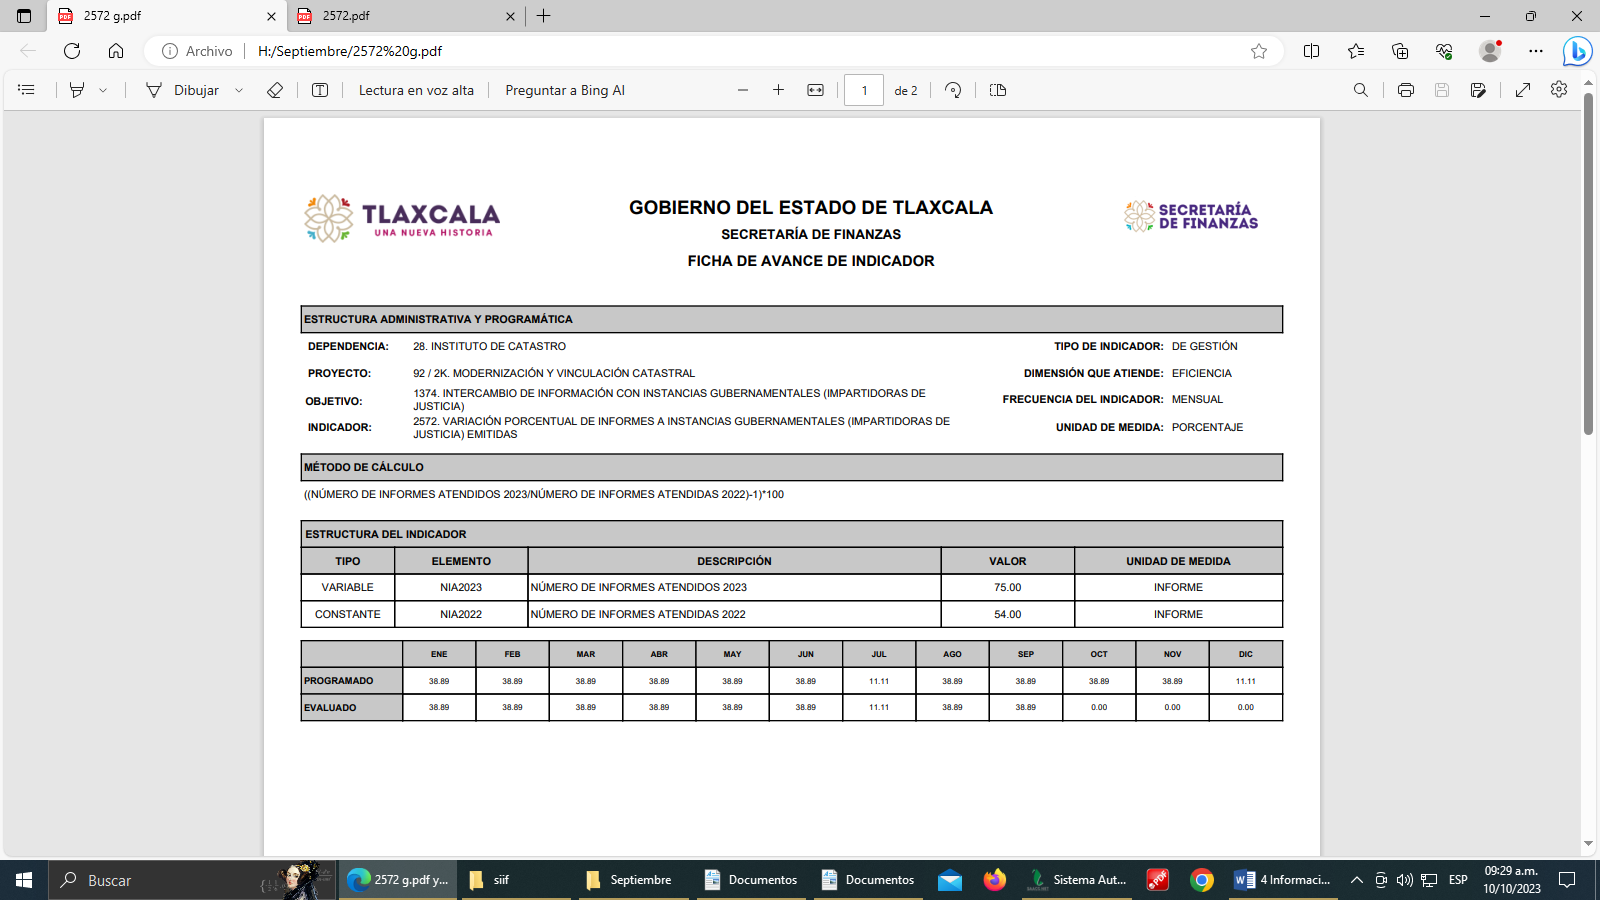 2572 g.pdf
2572.pdf
Archivo
H:/Septiembre/2572%20g.pdf
Dibujar
Lectura en voz alta
Preguntar a Bing AI
1
de 2
TLAXCALA
UNA NUEVA HISTORIA
GOBIERNO DEL ESTADO DE TLAXCALA
SECRETARÍA DE FINANZAS
FICHA DE AVANCE DE INDICADOR
SECRETARÍA
DE FINANZAS
ESTRUCTURA ADMINISTRATIVA Y PROGRAMÁTICA
DEPENDENCIA: 28. INSTITUTO DE CATASTRO TIPO DE INDICADOR: DE GESTIÓN
PROYECTO: 92 / 2K. MODERNIZACIÓN Y VINCULACIÓN CATASTRAL DIMENSIÓN QUE ATIENDE: EFICIENCIA
OBJETIVO: 1374. INTERCAMBIO DE INFORMACIÓN CON INSTANCIAS GUBERNAMENTALES (IMPARTIDORAS DE
JUSTICIA)
FRECUENCIA DEL INDICADOR: MENSUAL
INDICADOR: 2572. VARIACIÓN PORCENTUAL DE INFORMES A INSTANCIAS GUBERNAMENTALES (IMPARTIDORAS DE
JUSTICIA) EMITIDAS
UNIDAD DE MEDIDA: PORCENTAJE
MÉTODO DE CÁLCULO
((NÚMERO DE INFORMES ATENDIDOS 2023/NÚMERO DE INFORMES ATENDIDAS 2022)-1)*100
ESTRUCTURA DEL INDICADOR
TIPO ELEMENTO DESCRIPCIÓN VALOR UNIDAD DE MEDIDA
VARIABLE NIA2023 NÚMERO DE INFORMES ATENDIDOS 2023 75.00 INFORME
CONSTANTE NIA2022 NÚMERO DE INFORMES ATENDIDAS 2022 54.00 INFORME
ENE FEB MAR ABR MAY JUN JUL AGO SEP OCT NOV DIC
PROGRAMADO 38.89 38.89 38.89 38.89 38.89 38.89 11.11 38.89 38.89 38.89 38.89 11.11
EVALUADO 38.89 38.89 38.89 38.89 38.89 38.89 11.11 38.89 38.89 0.00 0.00 0.00
Buscar
2572 g.pdf y...
siif
Septiembre
Documentos
Documentos
Sistema Aut...
4 Informaci...
ESP
09:29 a.m.
10/10/2023